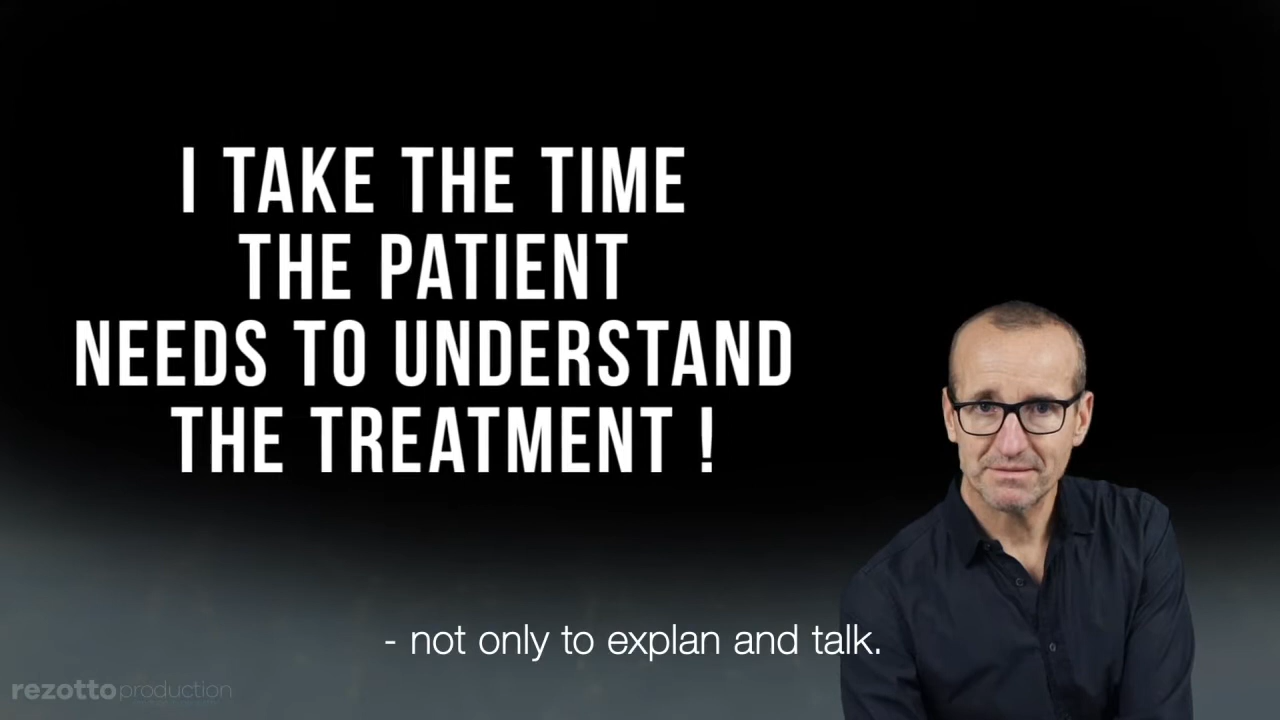 I TAKE THE TIME
THE PATIENT
NEEDS TO UNDERSTAND
THE TREATMENT !
- not only to explan and talk.
rezottoproduction